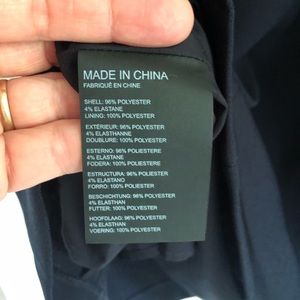 MADE IN CHINA
FABRIQUÉ EN CHINE
SHELL: 96% POLYESTER
4% ELASTANE
LINING: 100% POLYESTER
EXTÉRIEUR: 96% POLYESTER
4% ÉLASTHANNE
DOUBLURE: 100% POLYESTER
ESTERNO: 96% POLIESTERE
4% ELASTAN
FODERA: 100% POLIESTERE
ESTRUCTURA: 96% POLIESTER
4% ELASTANO
FORRO: 100% POLIESTER
BESCHICHTUNG: 96% POLYESTER
4% ELASTHAN
FUTTER: 100% POLYESTER
HOOFDLAAG: 96% POLYESTER
4% ELASTHAN
VOERING: 100% POLYESTER